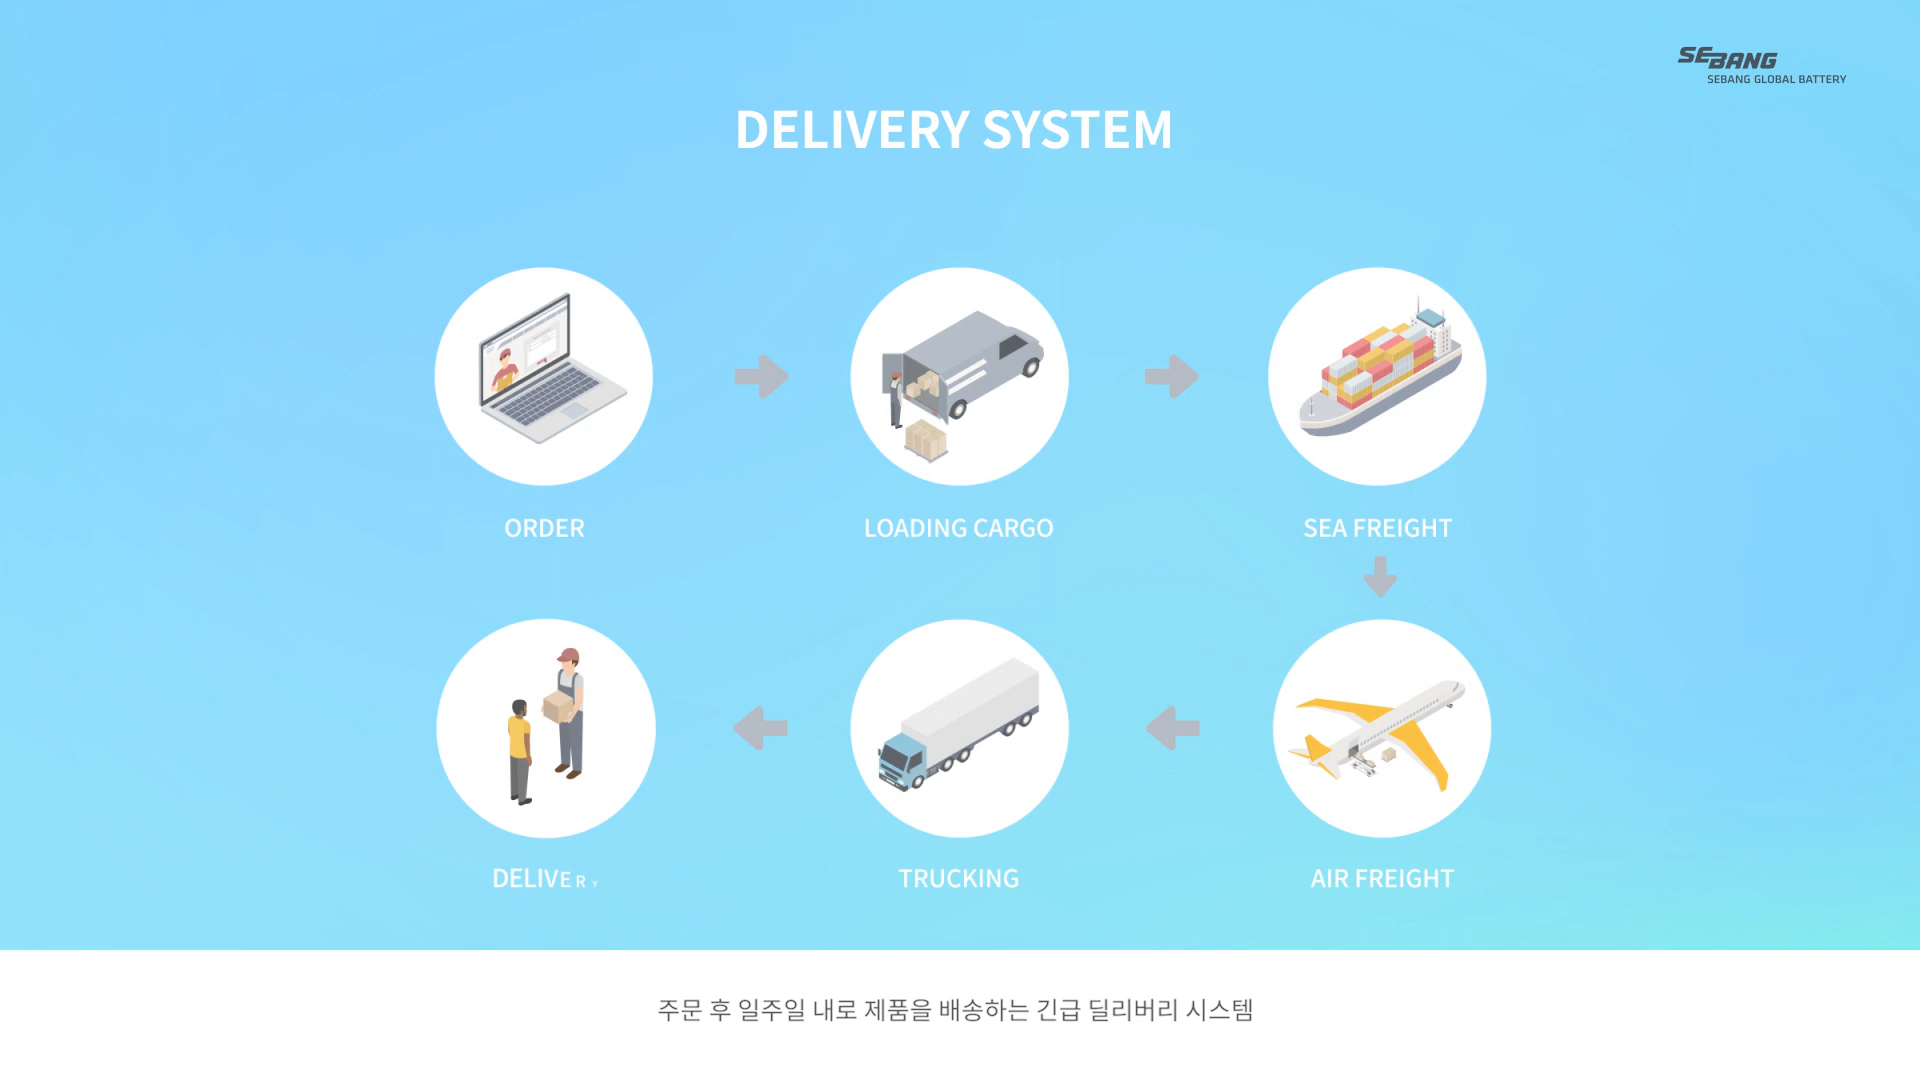 SEBANG
SEBANG GLOBAL BATTERY
DELIVERY SYSTEM
ORDER
LOADING CARGO
SEA FREIGHT
DELIVERY
TRUCKING
AIR FREIGHT
주문 후 일주일 내로 제품을 배송하는 긴급 딜리버리 시스템